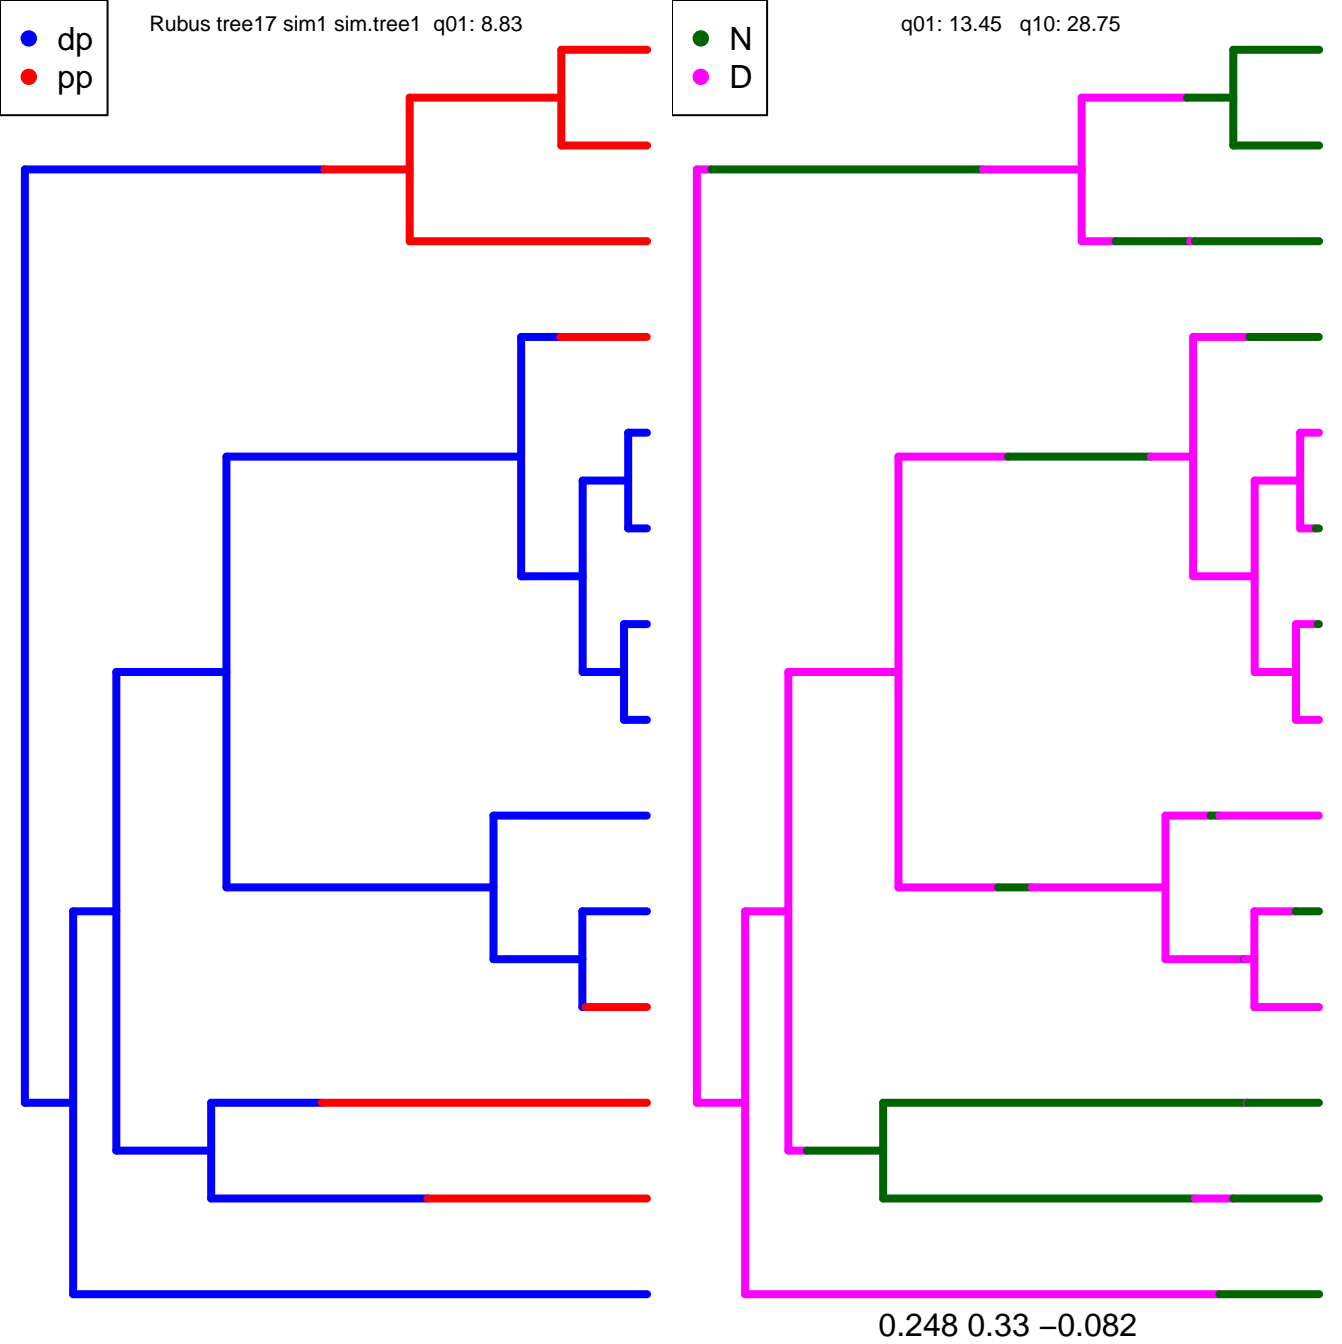 dp
pp
Rubus tree17 sim1 sim.tree1 q01: 8.83
N
D
q01: 13.45 q10: 28.75
0.248 0.33 −0.082